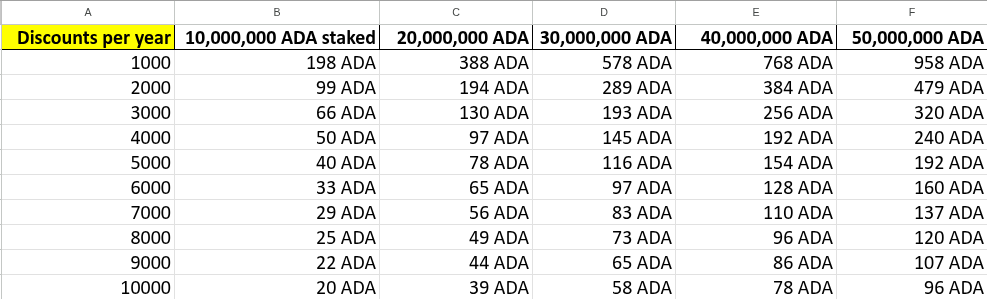 A B C D E F
Discounts per year 10,000,000 ADA staked 20,000,000 ADA 30,000,000 ADA 40,000,000 ADA 50,000,000 ADA
1000 198 ADA 388 ADA 578 ADA 768 ADA 958 ADA
2000 99 ADA 194 ADA 289 ADA 384 ADA 479 ADA
3000 66 ADA 130 ADA 193 ADA 256 ADA 320 ADA
4000 50 ADA 97 ADA 145 ADA 192 ADA 240 ADA
5000 40 ADA 78 ADA 116 ADA 154 ADA 192 ADA
6000 33 ADA 65 ADA 97 ADA 128 ADA 160 ADA
7000 29 ADA 56 ADA 83 ADA 110 ADA 137 ADA
8000 25 ADA 49 ADA 73 ADA 96 ADA 120 ADA
9000 22 ADA 44 ADA 65 ADA 86 ADA 107 ADA
10000 20 ADA 39 ADA 58 ADA 78 ADA 96 ADA